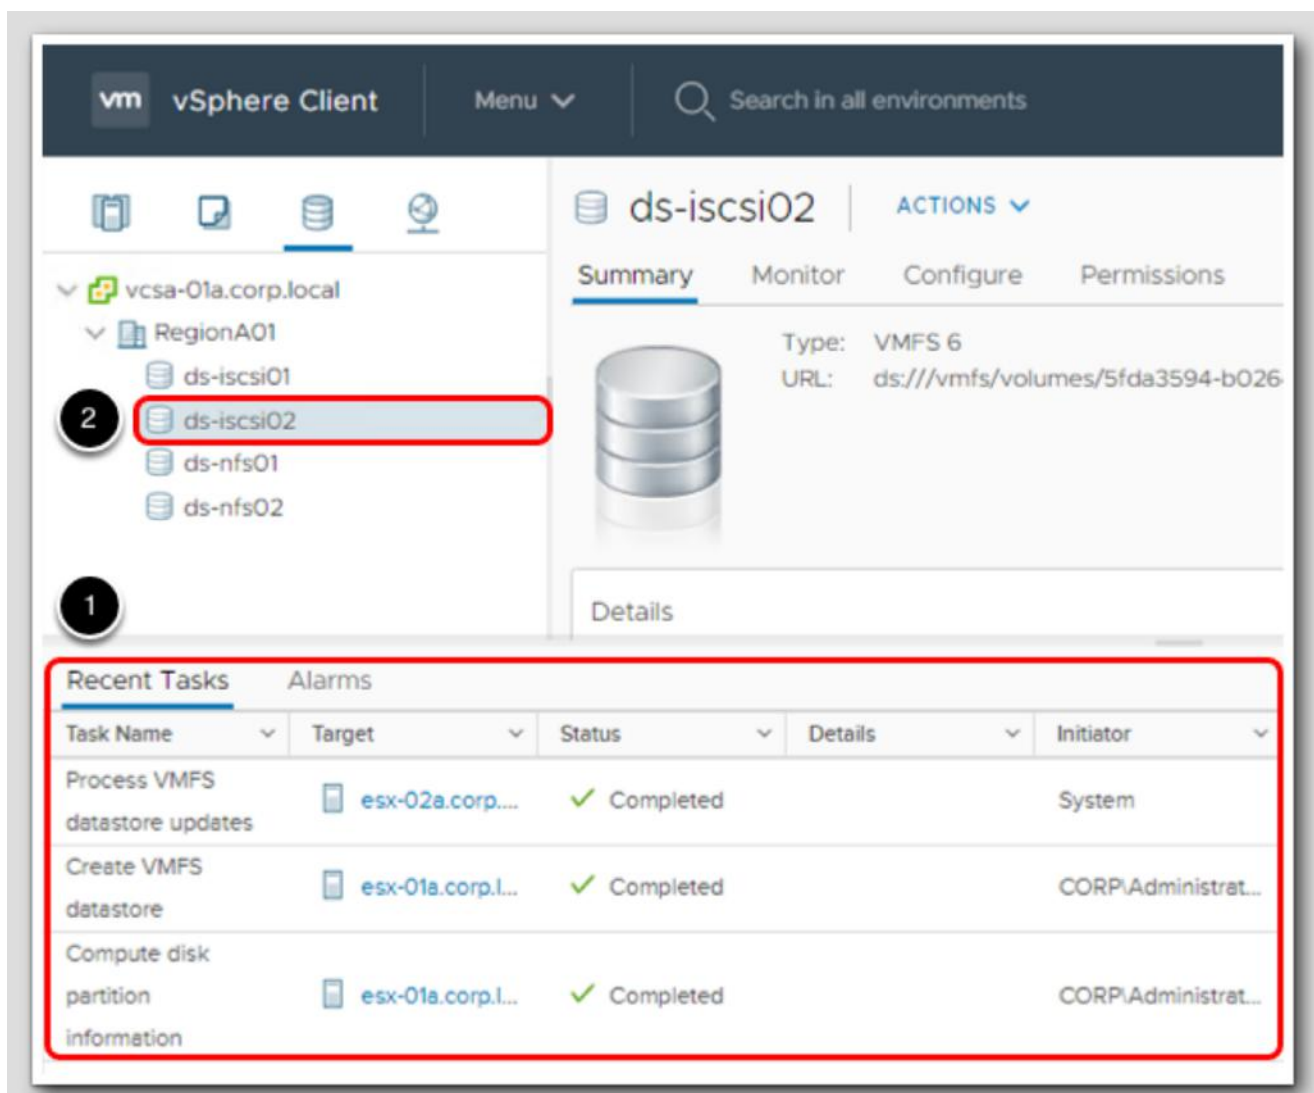 vm vSphere Client Menu Search in all environments
ds-iscsi02 ACTIONS
Summary Monitor Configure Permissions
vcsa-01a.corp.local
RegionA01
ds-iscsi01
2 ds-iscsi02
ds-nfs01
ds-nfs02
1
Type: VMFS 6
URL: ds:///vmfs/volumes/5fda3594-b026-
Details
Recent Tasks Alarms
Task Name Target Status Details Initiator
Process VMFS
datastore updates
esx-02a.corp.... Completed System
Create VMFS
datastore
esx-01a.corp.l... Completed CORP\Administrat...
Compute disk
partition
information
esx-01a.corp.l... Completed CORP\Administrat...